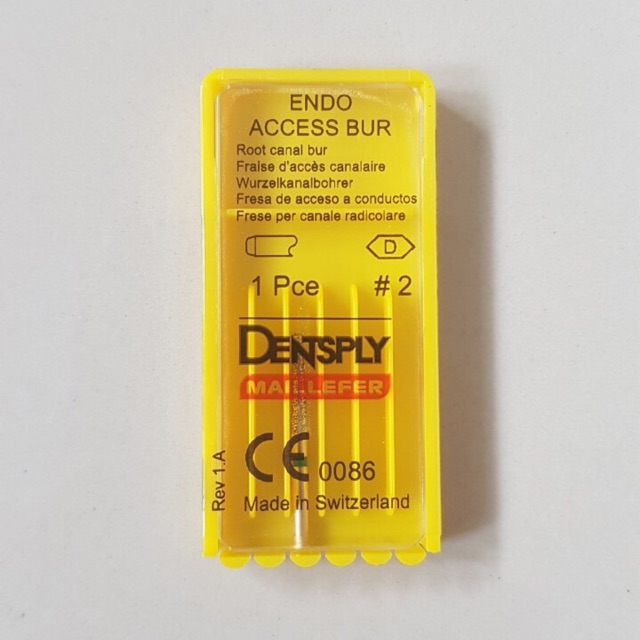 ENDO
ACCESS BUR
Root canal bur
Fraise d'accès canalaire
Wurzelkanalbohrer
Fresa de acceso a conductos
Frese per canale radicolare
D
1 Pce # 2
DENTSPLY
MAILLEFER
CE 0086
Rev 1.A
Made in Switzerland